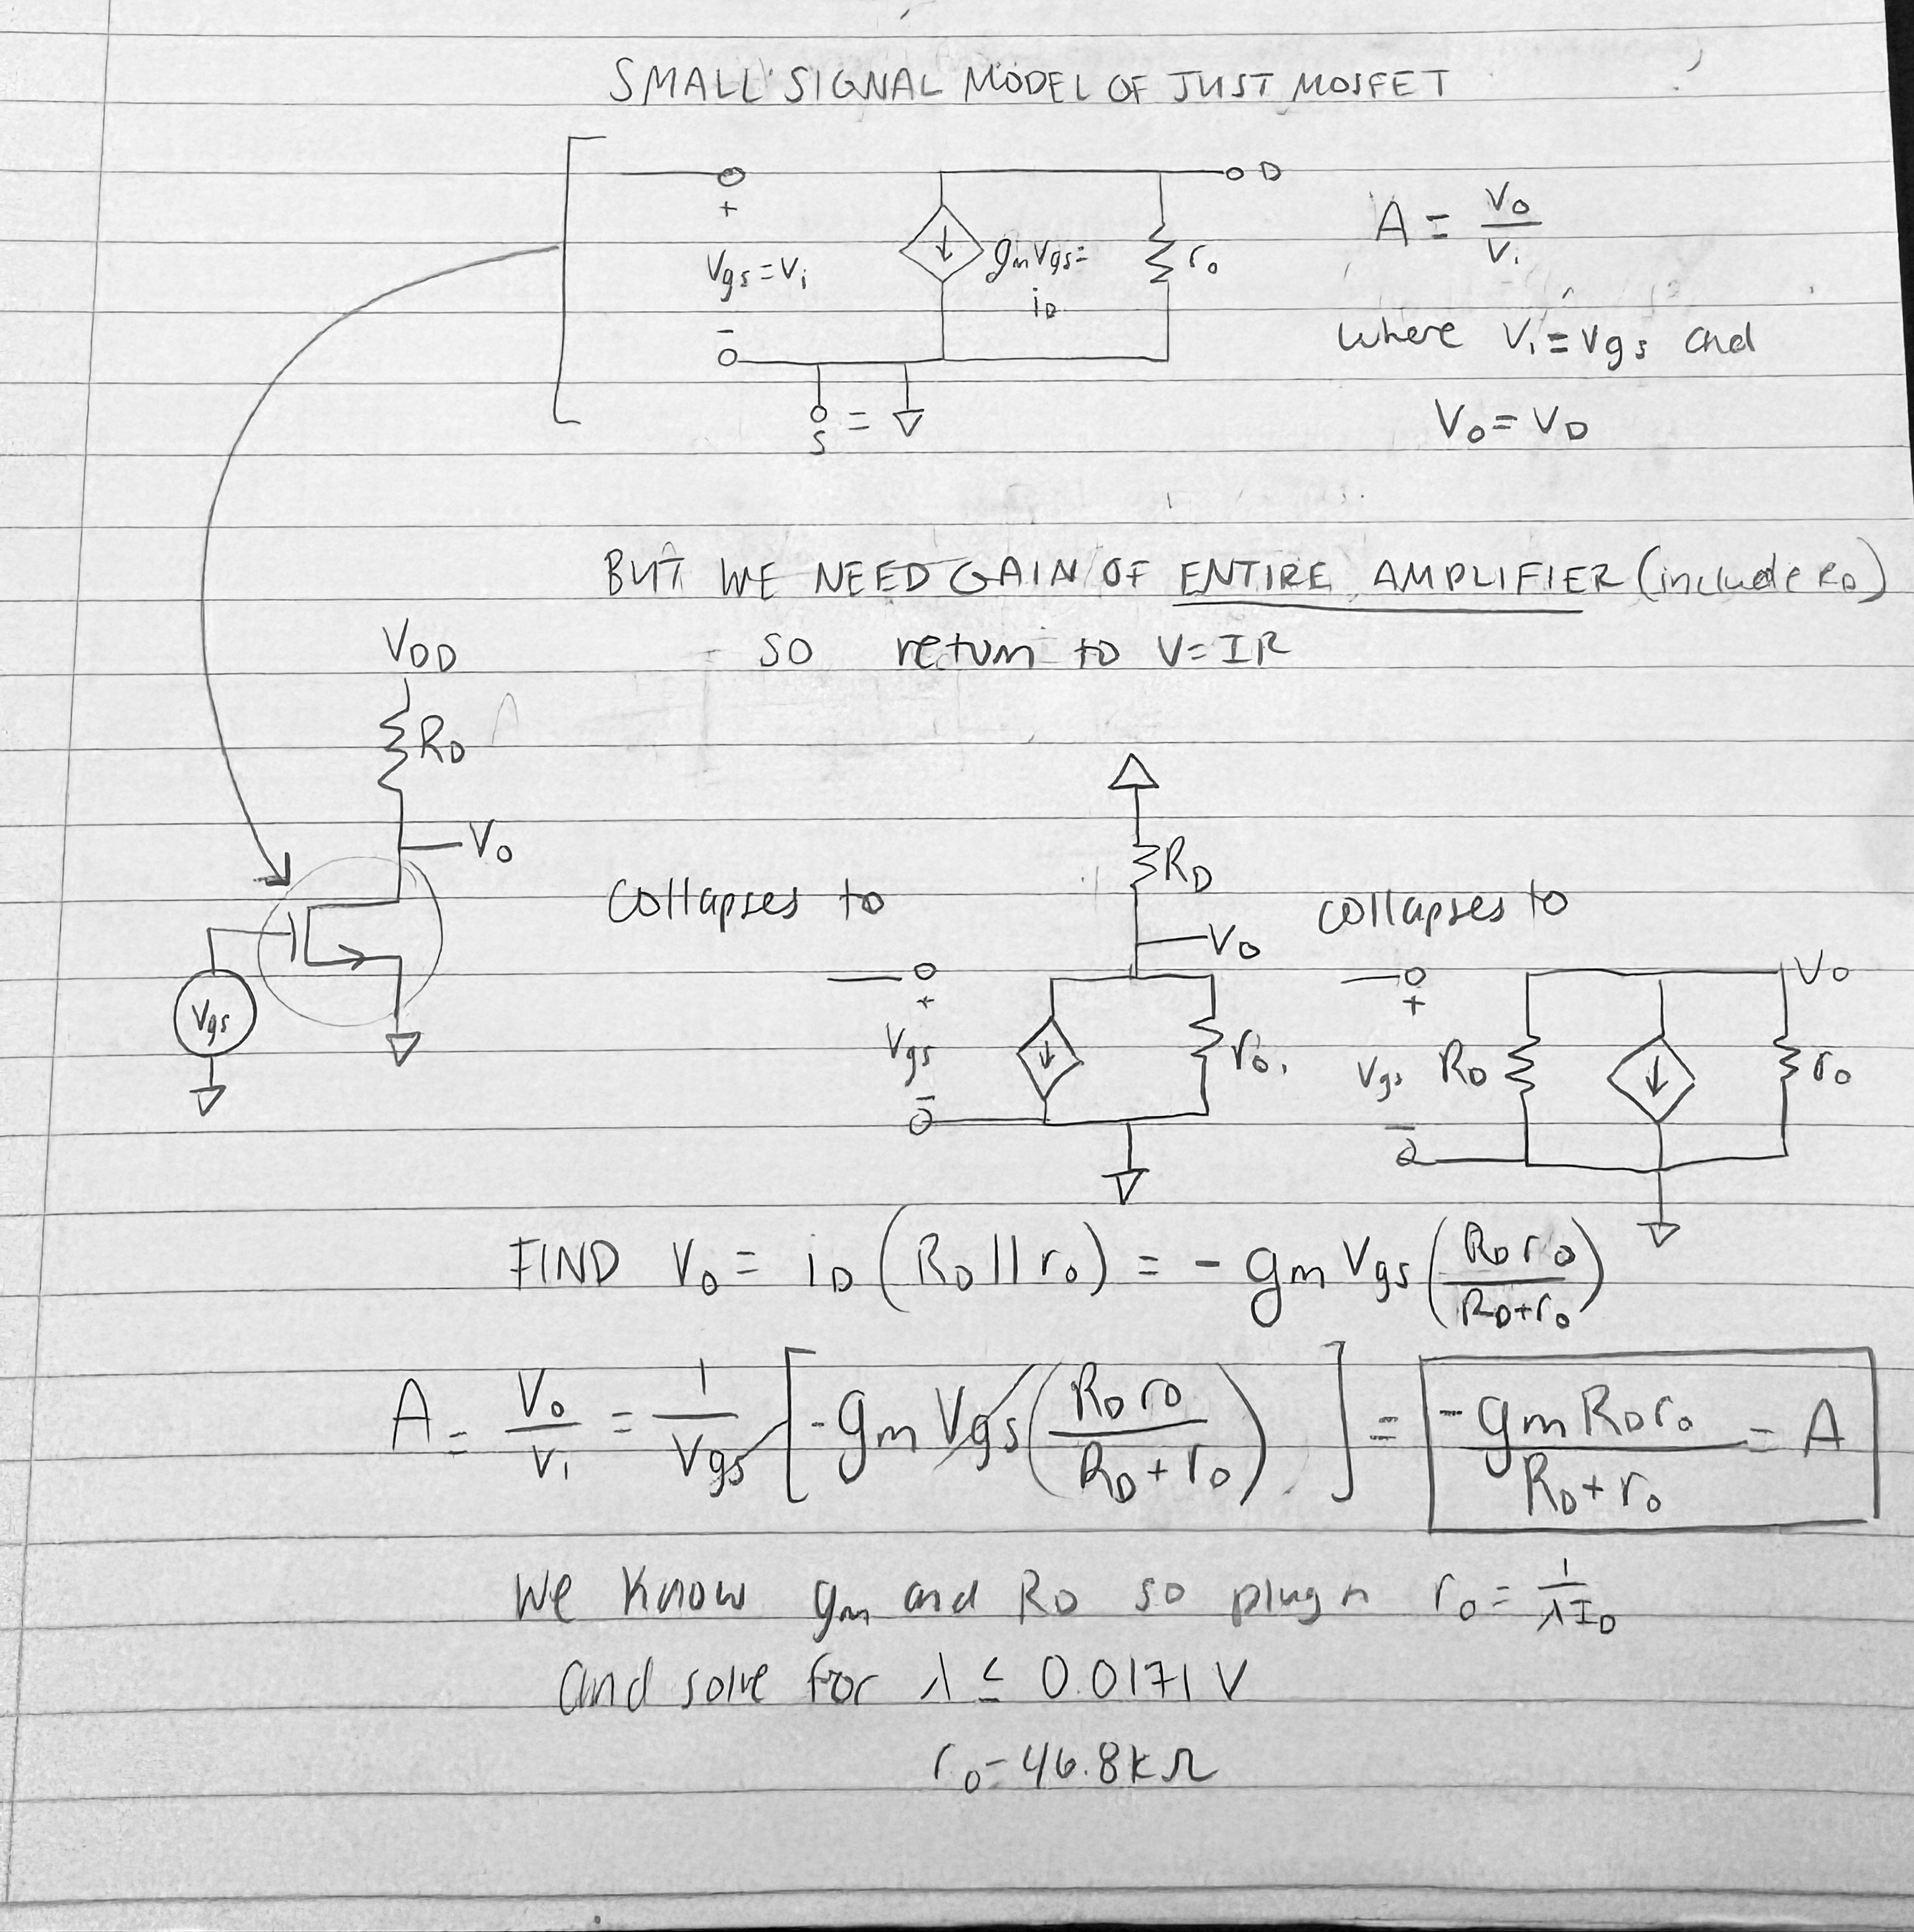 SMALL SIGNAL MODEL OF JUST MOSFET
D
+
Vgs = Vi
gmVgs = iD
ro
-
S =
A = Vo/Vi
where Vi = Vgs and
Vo = VD
BUT WE NEED GAIN OF ENTIRE AMPLIFIER (include RD)
SO return to V=IR
VDD
RD
Vo
Vgs
collapses to
RD
Vo
+
Vgs
-
ro
collapses to
Vo
+
Vgs
-
RD
ro
FIND Vo = iD (RD || ro) = - gm Vgs (RD ro / RD+ro)
A = Vo/Vi = 1/Vgs [-gm Vgs (RD ro / RD + ro)] = -gm RD ro / RD + ro = A
We know gm and RD so plug n ro = 1/λID
and solve for λ ≤ 0.0171 V
ro = 46.8kΩ